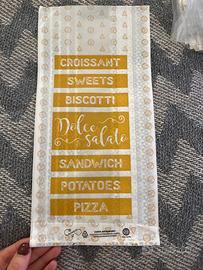 CROISSANT
SWEETS
BISCOTTI
Dolce
salato
SANDWICH
POTATOES
PIZZA